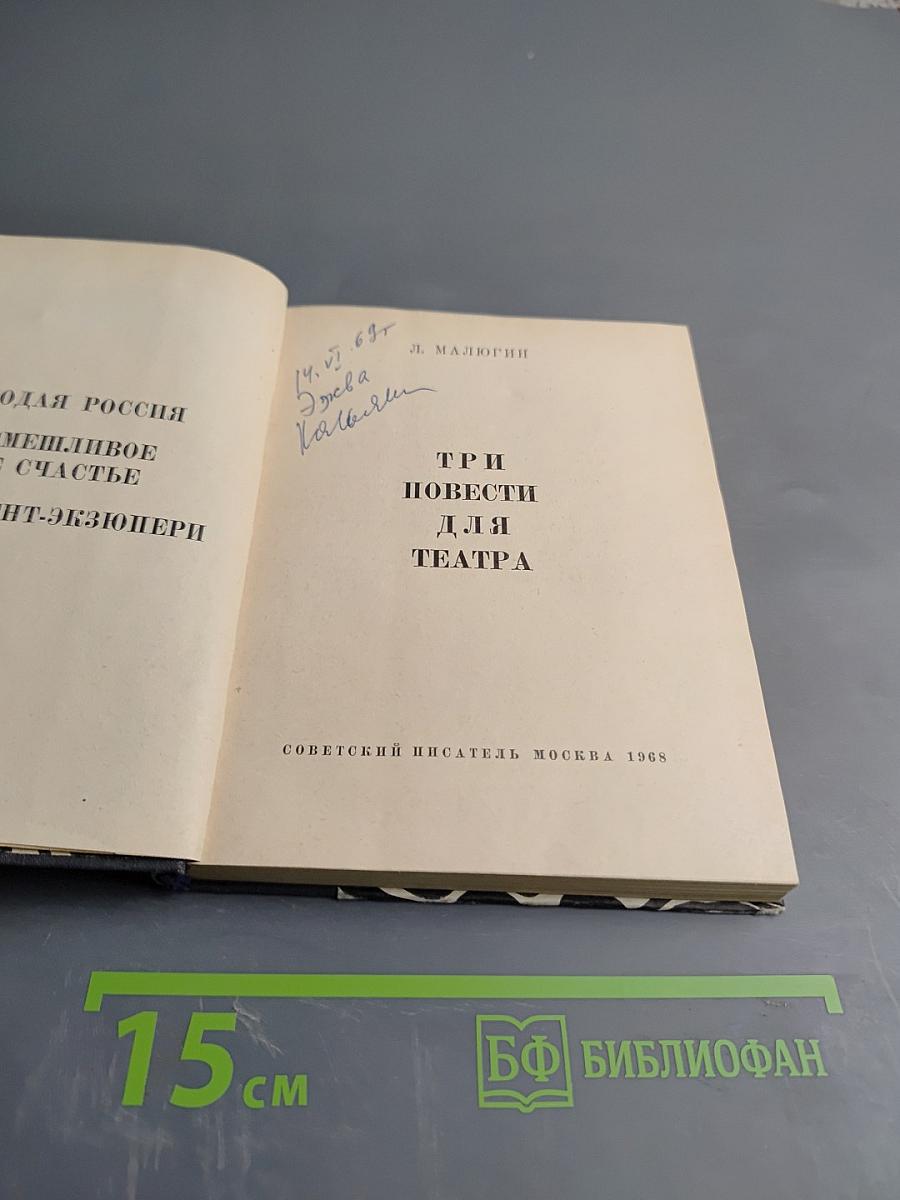 ОДАЯ РОССИЯ
МЕШЛИВОЕ
Е СЧАСТЬЕ
НТ-ЭКЗЮПЕРИ
14.VI.69г
Эжва
Л. МАЛЮГИН
ТРИ
ПОВЕСТИ
ДЛЯ
ТЕАТРА
СОВЕТСКИЙ ПИСАТЕЛЬ МОСКВА 1968
15 см
БФ БИБЛИОФАН